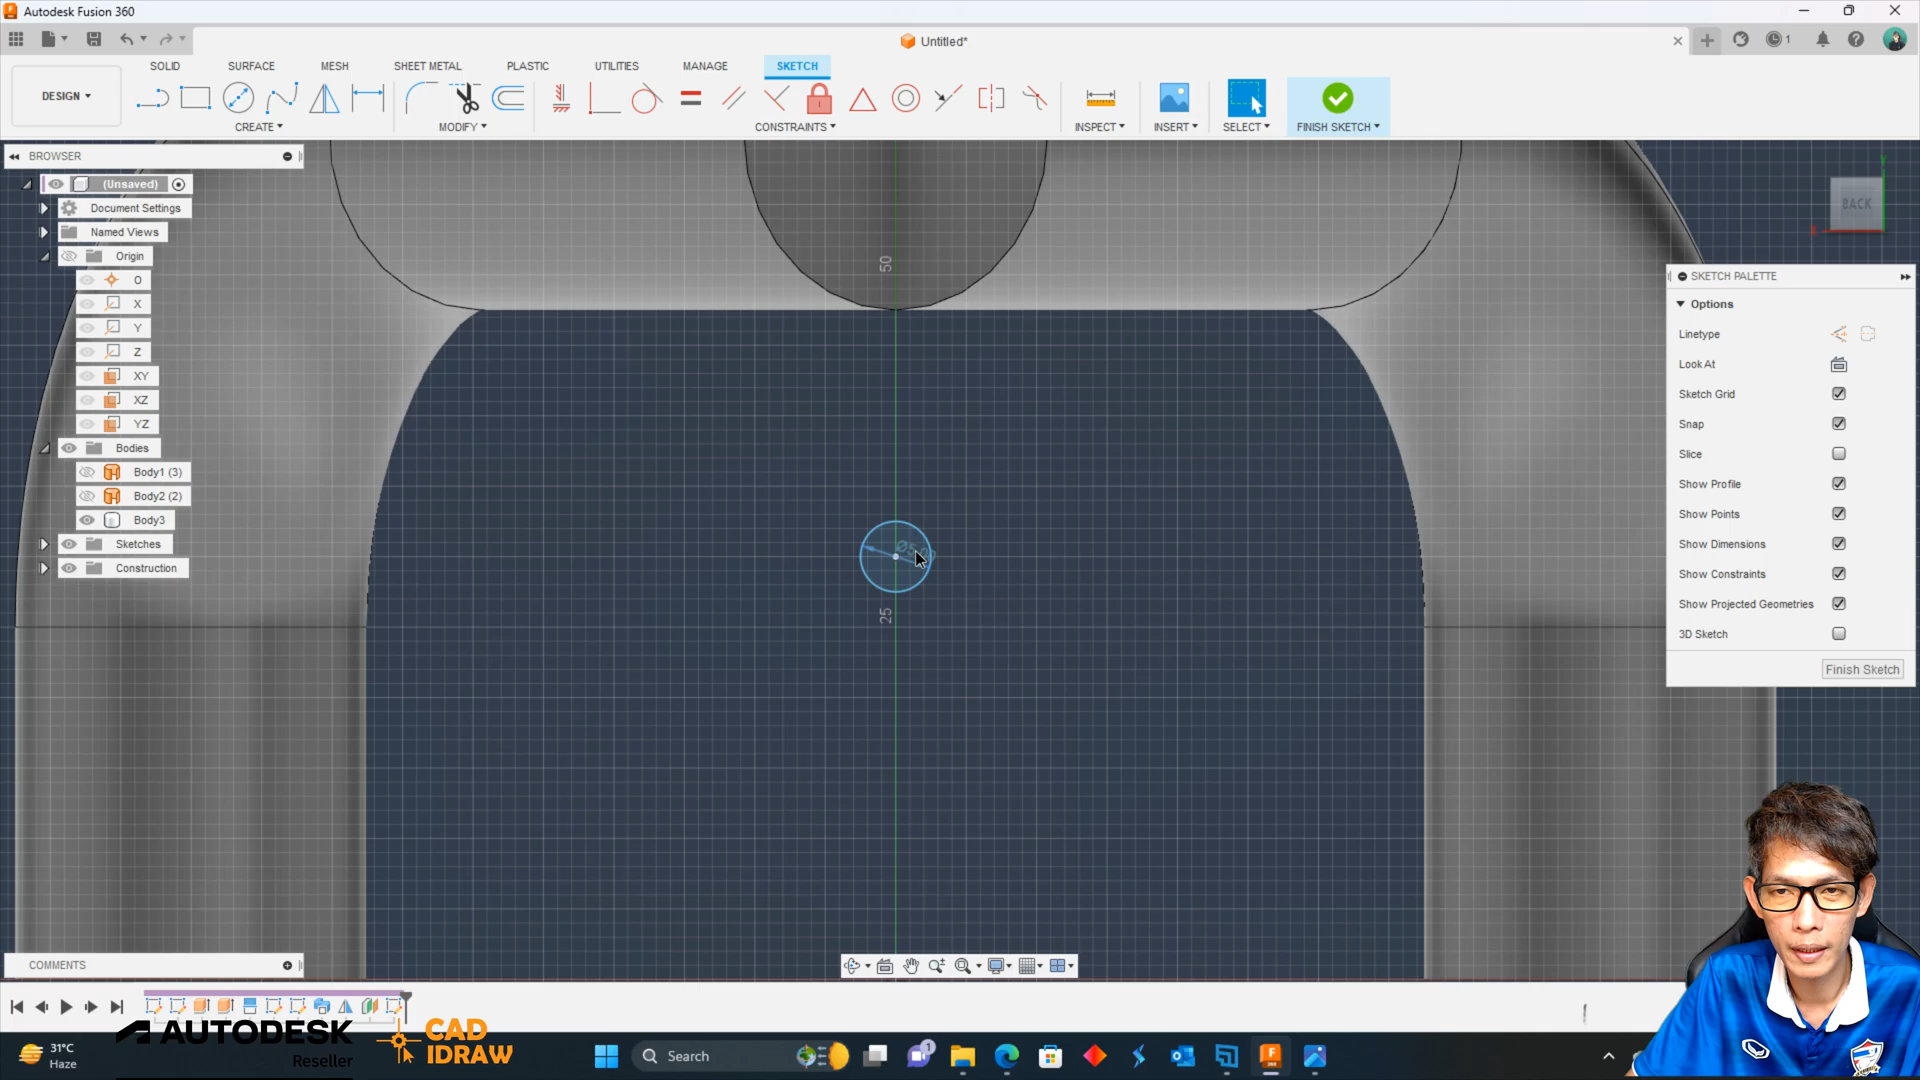 Autodesk Fusion 360
Untitled*
1
DESIGN
SOLID
SURFACE
MESH
SHEET METAL
PLASTIC
UTILITIES
MANAGE
SKETCH
CREATE
MODIFY
CONSTRAINTS
INSPECT
INSERT
SELECT
FINISH SKETCH
BROWSER
(Unsaved)
Document Settings
Named Views
Origin
O
X
Y
Z
XY
XZ
YZ
Bodies
Body1 (3)
Body2 (2)
Body3
Sketches
Construction
50
25
BACK
SKETCH PALETTE
Options
Linetype
Look At
Sketch Grid
Snap
Slice
Show Profile
Show Points
Show Dimensions
Show Constraints
Show Projected Geometries
3D Sketch
Finish Sketch
COMMENTS
AUTODESK
Reseller
CAD
IDRAW
31°C
Haze
Search
1